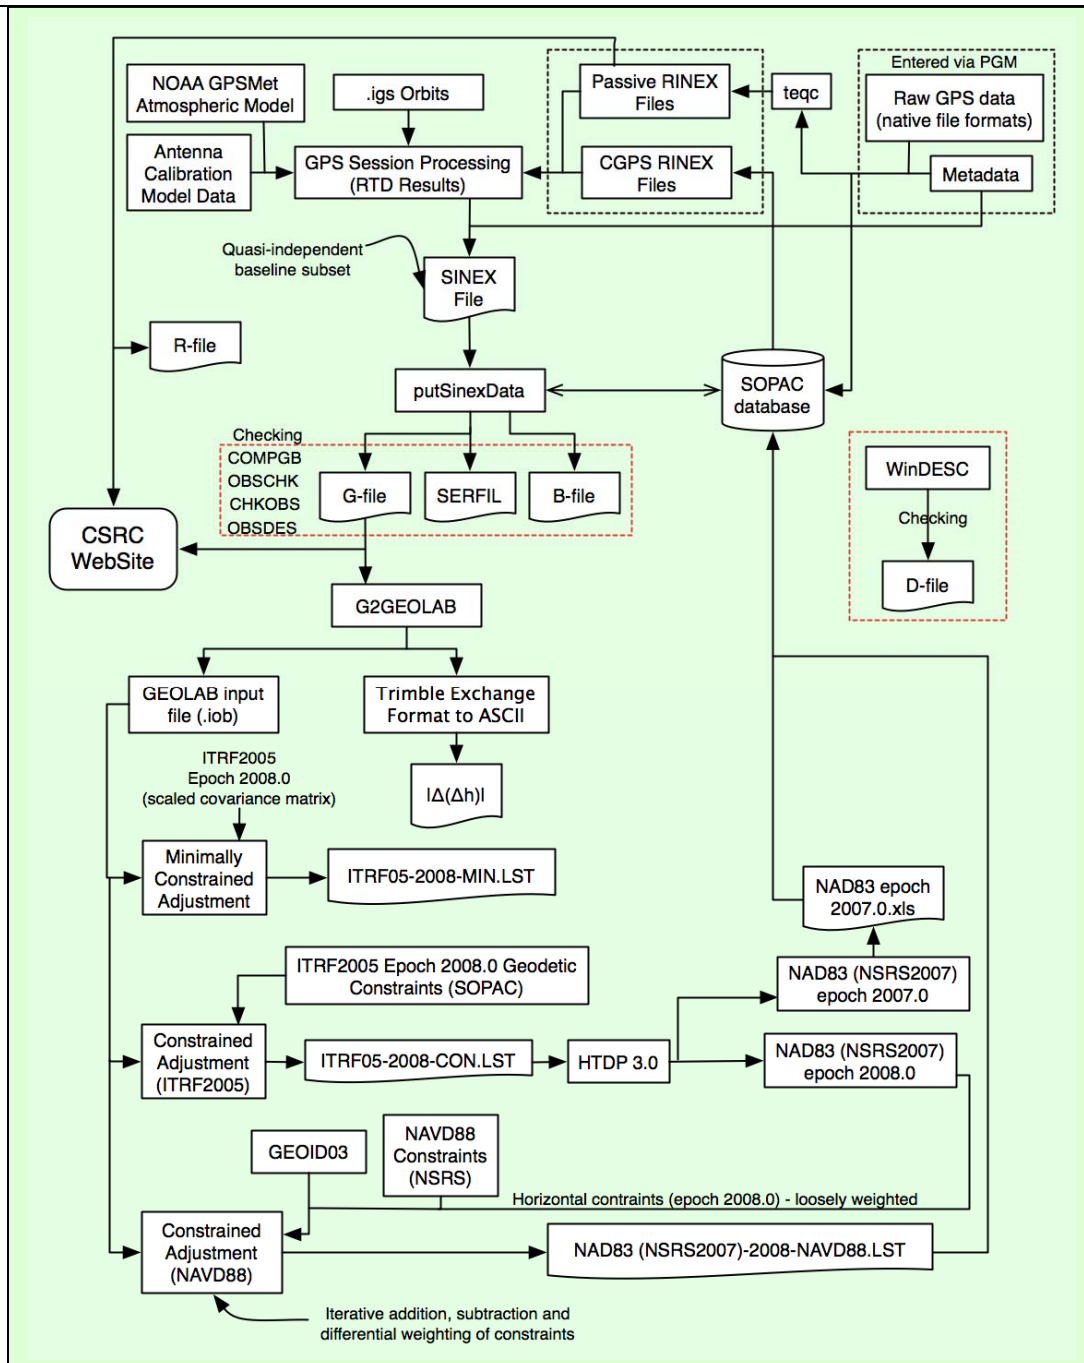 Entered via PGM
NOAA GPSMet
Atmospheric Model
.igs Orbits
Passive RINEX
Files
teqc
Raw GPS data
(native file formats)
Antenna
Calibration
Model Data
GPS Session Processing
(RTD Results)
CGPS RINEX
Files
Metadata
Quasi-independent
baseline subset
SINEX
File
R-file
putSinexData
SOPAC
database
Checking
COMPGB
OBSCHK
CHKOBS
OBSDES
G-file
SERFIL
B-file
WinDESC
Checking
D-file
CSRC
WebSite
G2GEOLAB
GEOLAB input
file (.iob)
Trimble Exchange
Format to ASCII
ITRF2005
Epoch 2008.0
(scaled covariance matrix)
|Δ(Δh)|
Minimally
Constrained
Adjustment
ITRF05-2008-MIN.LST
NAD83 epoch
2007.0.xls
ITRF2005 Epoch 2008.0 Geodetic
Constraints (SOPAC)
NAD83 (NSRS2007)
epoch 2007.0
Constrained
Adjustment
(ITRF2005)
ITRF05-2008-CON.LST
HTDP 3.0
NAD83 (NSRS2007)
epoch 2008.0
GEOID03
NAVD88
Constraints
(NSRS)
Horizontal contraints (epoch 2008.0) - loosely weighted
Constrained
Adjustment
(NAVD88)
NAD83 (NSRS2007)-2008-NAVD88.LST
Iterative addition, subtraction and
differential weighting of constraints